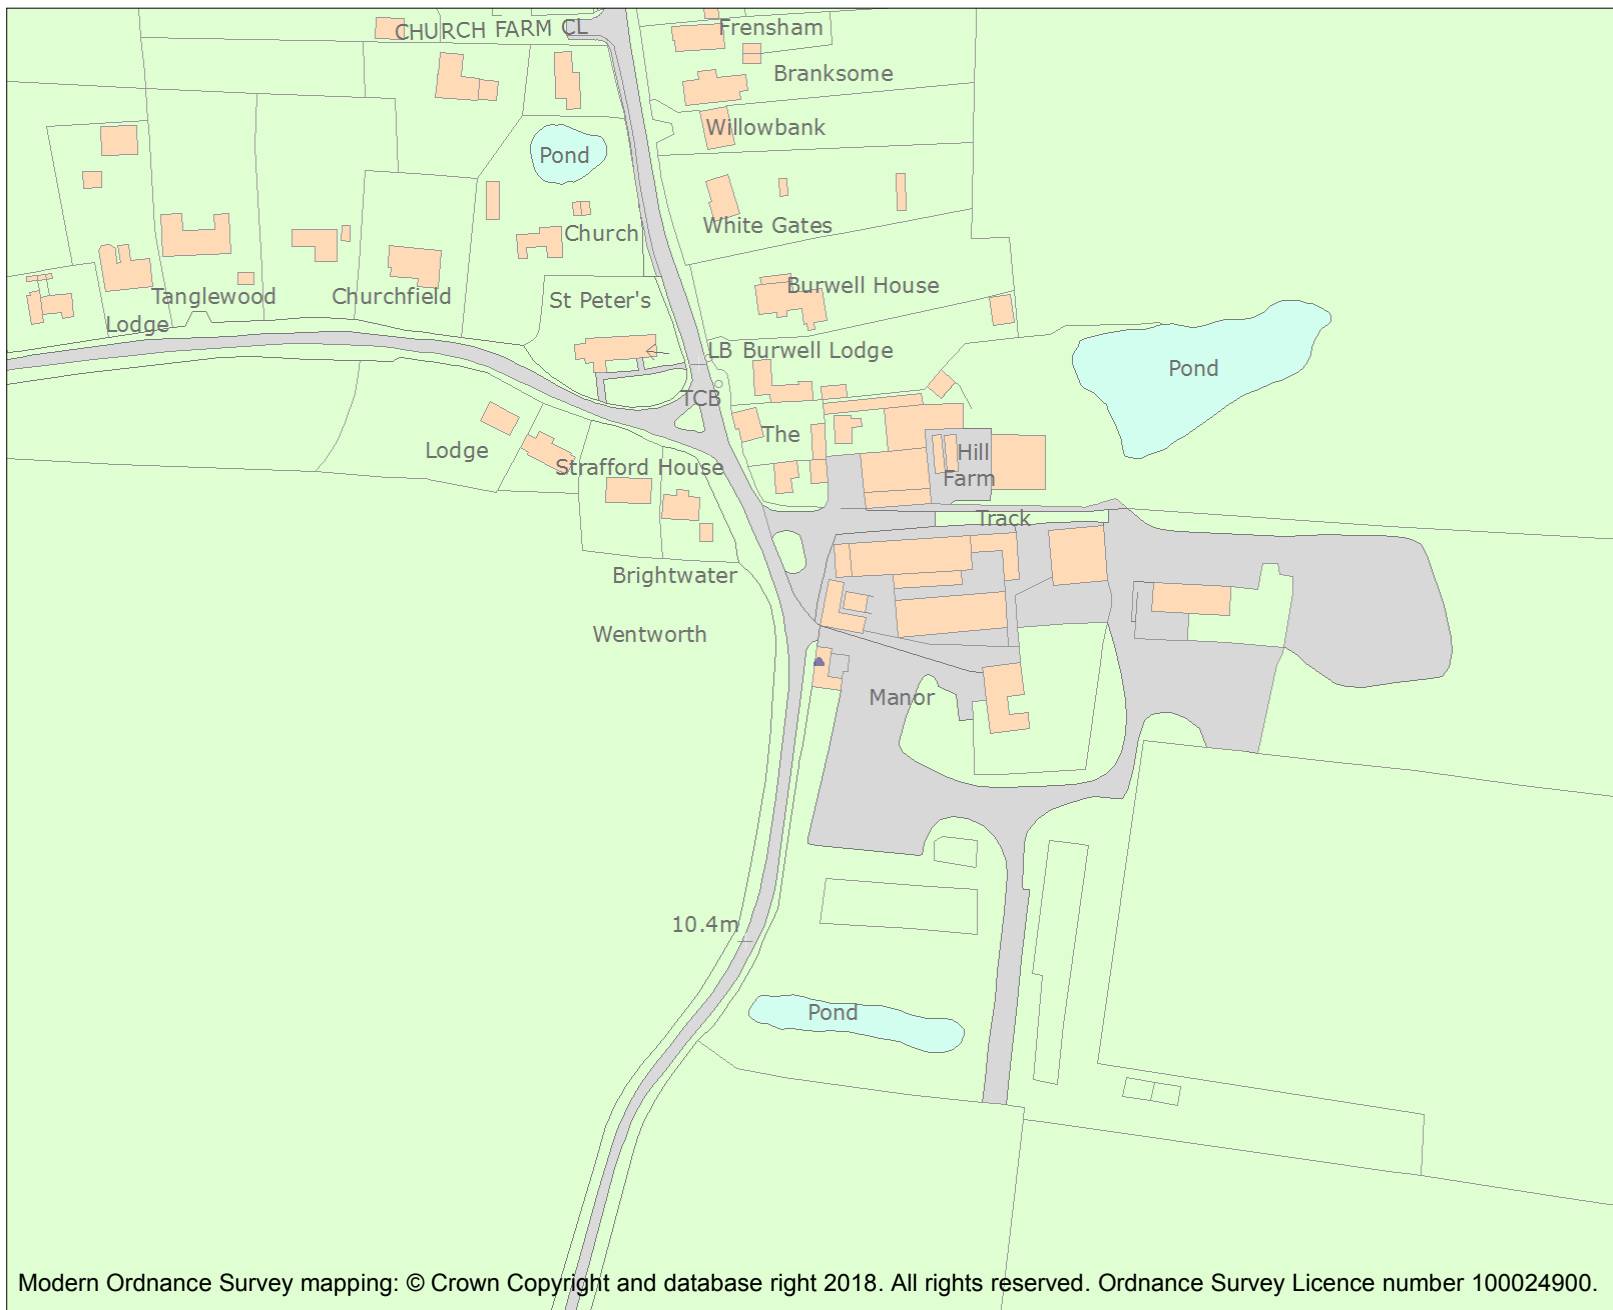 CHURCH FARM CL
Frensham
Branksome
Willowbank
Pond
White Gates
Church
Burwell House
Tanglewood
Churchfield
St Peter's
Lodge
LB Burwell Lodge
Pond
TCB
The
Lodge
Hill
Strafford House
Farm
Track
Brightwater
Wentworth
Manor
10.4m
Pond
Modern Ordnance Survey mapping: © Crown Copyright and database right 2018. All rights reserved. Ordnance Survey Licence number 100024900.